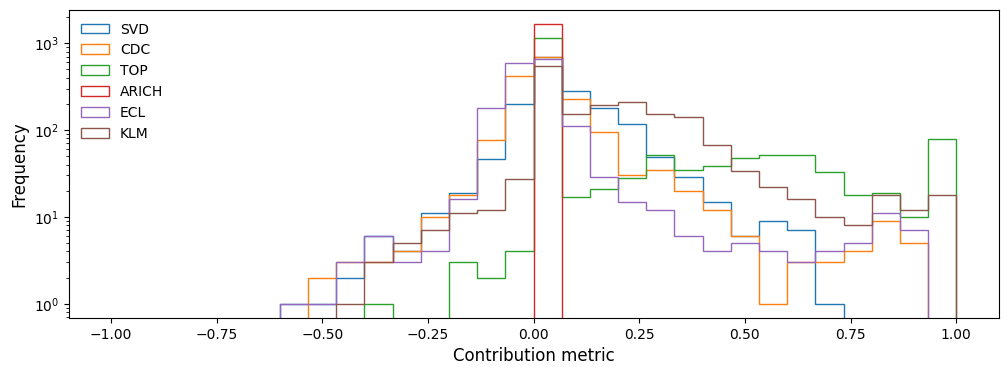 SVD
CDC
TOP
ARICH
ECL
KLM
Frequency
10³
10²
10¹
10⁰
−1.00 −0.75 −0.50 −0.25 0.00 0.25 0.50 0.75 1.00
Contribution metric